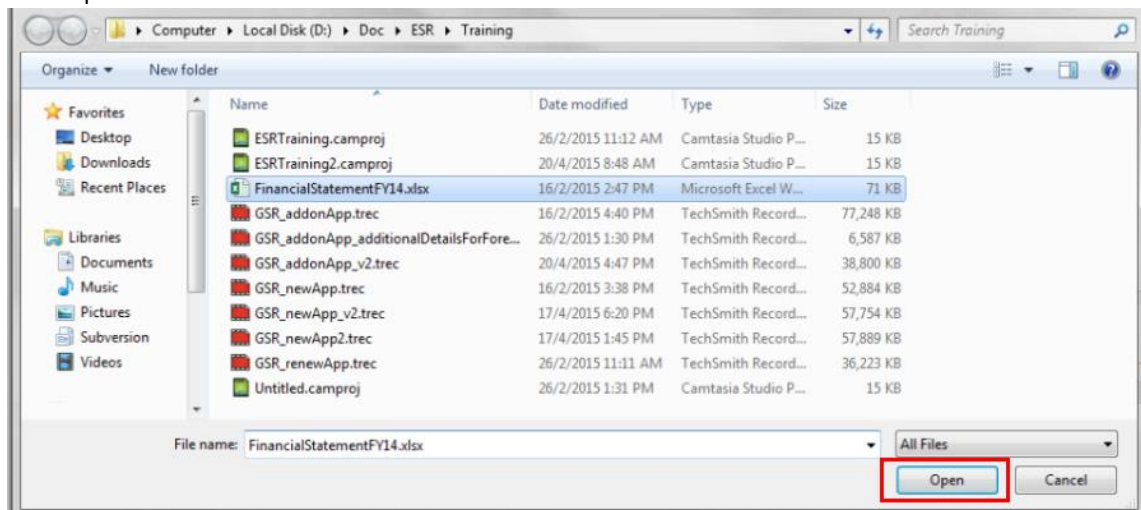 Computer ▸ Local Disk (D:) ▸ Doc ▸ ESR ▸ Training
Search Training
Organize
New folder
Favorites
Desktop
Downloads
Recent Places
Libraries
Documents
Music
Pictures
Subversion
Videos
Name Date modified Type Size
ESRTraining.camproj 26/2/2015 11:12 AM Camtasia Studio P... 15 KB
ESRTraining2.camproj 20/4/2015 8:48 AM Camtasia Studio P... 15 KB
FinancialStatementFY14.xlsx 16/2/2015 2:47 PM Microsoft Excel W... 71 KB
GSR_addonApp.trec 16/2/2015 4:40 PM TechSmith Record... 77,248 KB
GSR_addonApp_additionalDetailsForFore... 26/2/2015 1:30 PM TechSmith Record... 6,587 KB
GSR_addonApp_v2.trec 20/4/2015 4:47 PM TechSmith Record... 38,800 KB
GSR_newApp.trec 16/2/2015 3:38 PM TechSmith Record... 52,884 KB
GSR_newApp_v2.trec 17/4/2015 6:20 PM TechSmith Record... 57,754 KB
GSR_newApp2.trec 17/4/2015 1:45 PM TechSmith Record... 57,889 KB
GSR_renewApp.trec 26/2/2015 11:11 AM TechSmith Record... 36,223 KB
Untitled.camproj 26/2/2015 1:31 PM Camtasia Studio P... 15 KB
File name: FinancialStatementFY14.xlsx
All Files
Open
Cancel